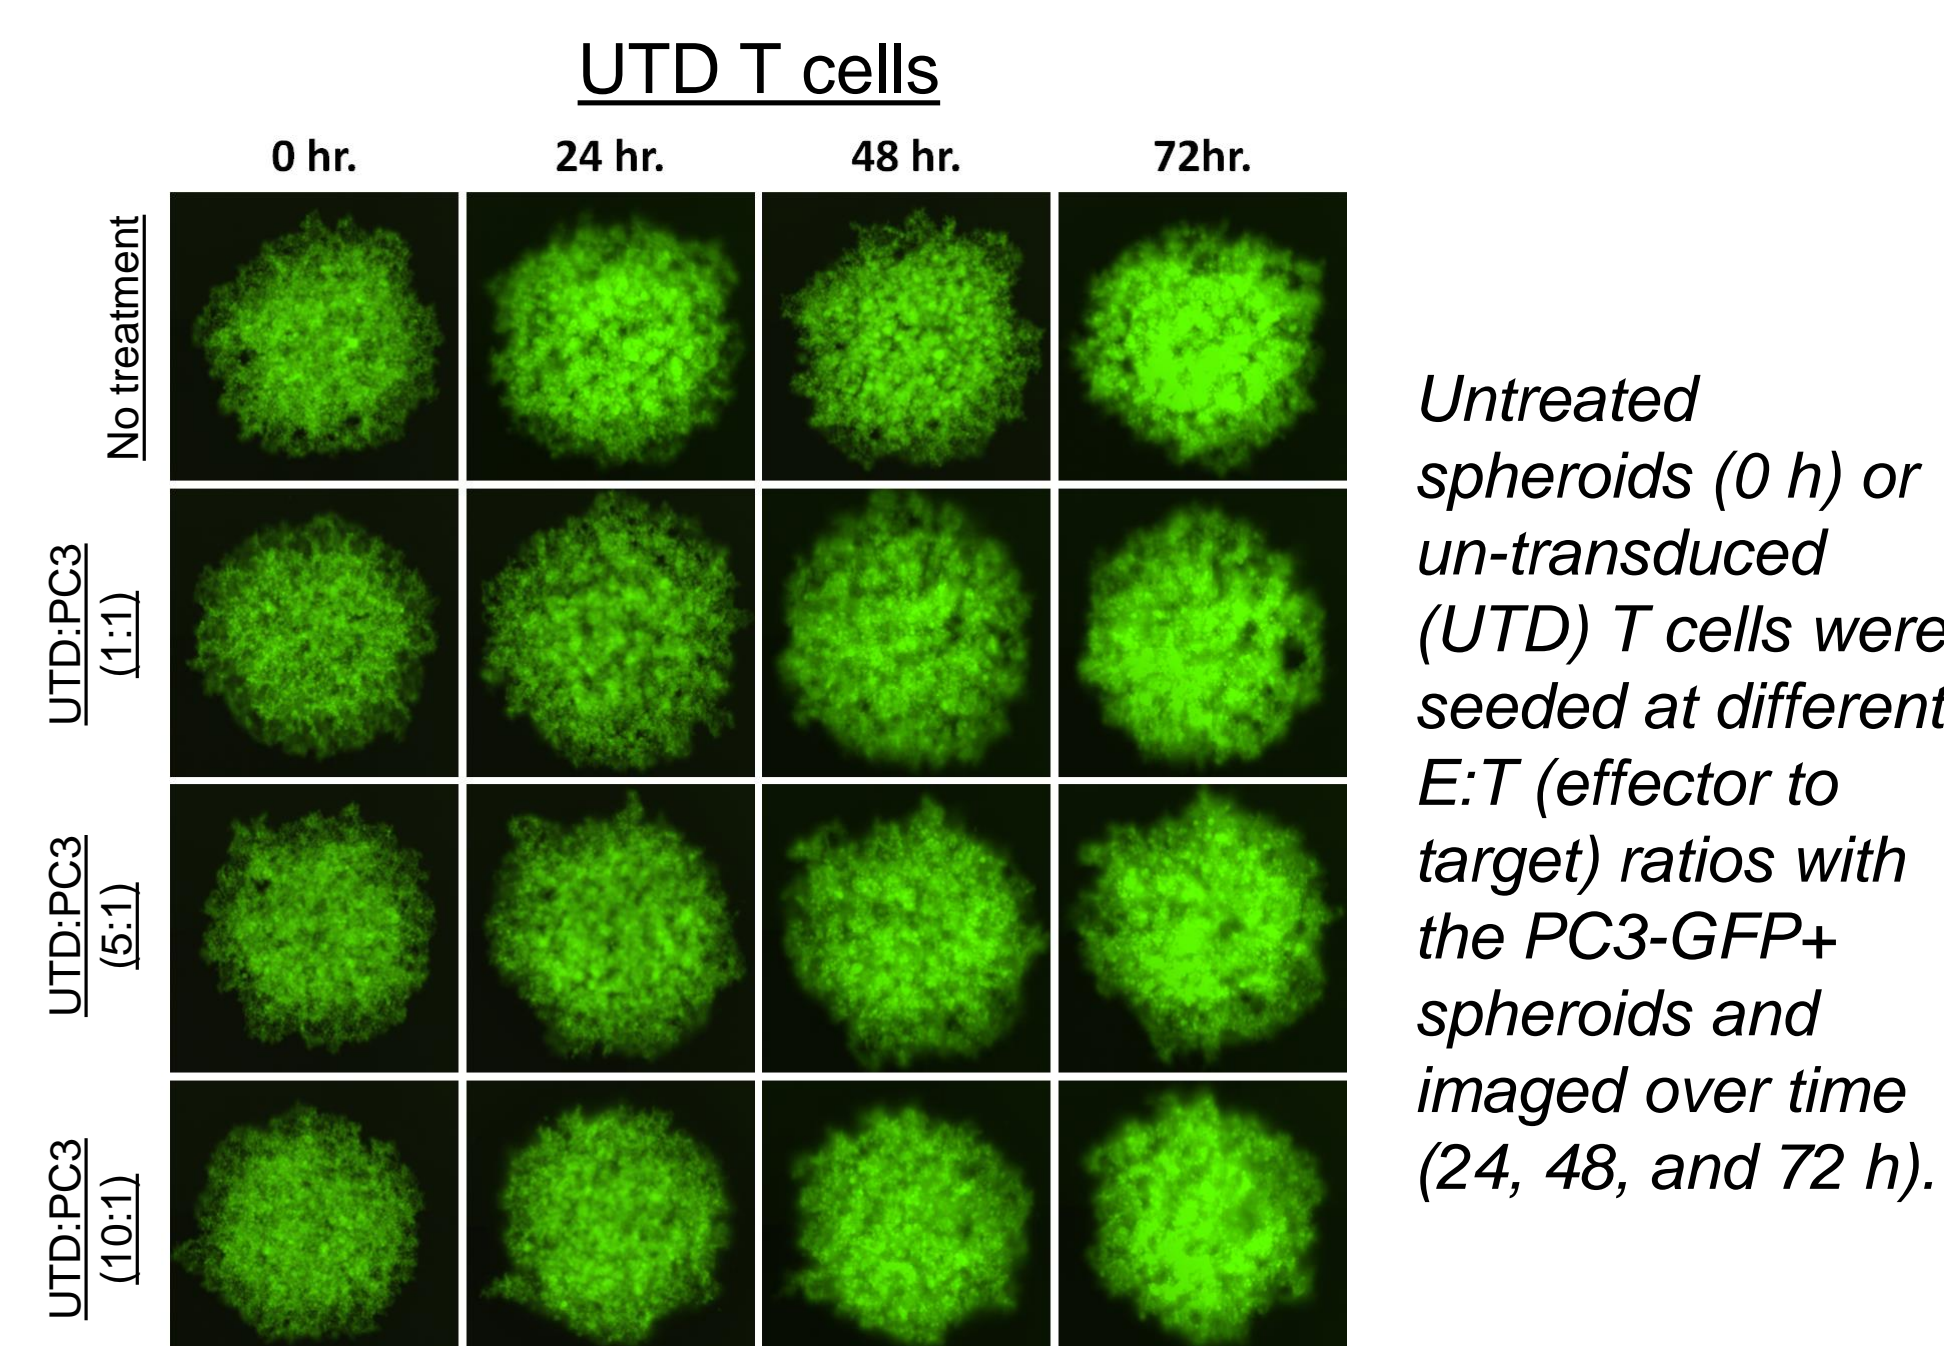 UTD T cells
0 hr. 24 hr. 48 hr. 72hr.
No treatment
UTD:PC3
(1:1)
UTD:PC3
(5:1)
UTD:PC3
(10:1)
Untreated
spheroids (0 h) or
un-transduced
(UTD) T cells were
seeded at different
E:T (effector to
target) ratios with
the PC3-GFP+
spheroids and
imaged over time
(24, 48, and 72 h).